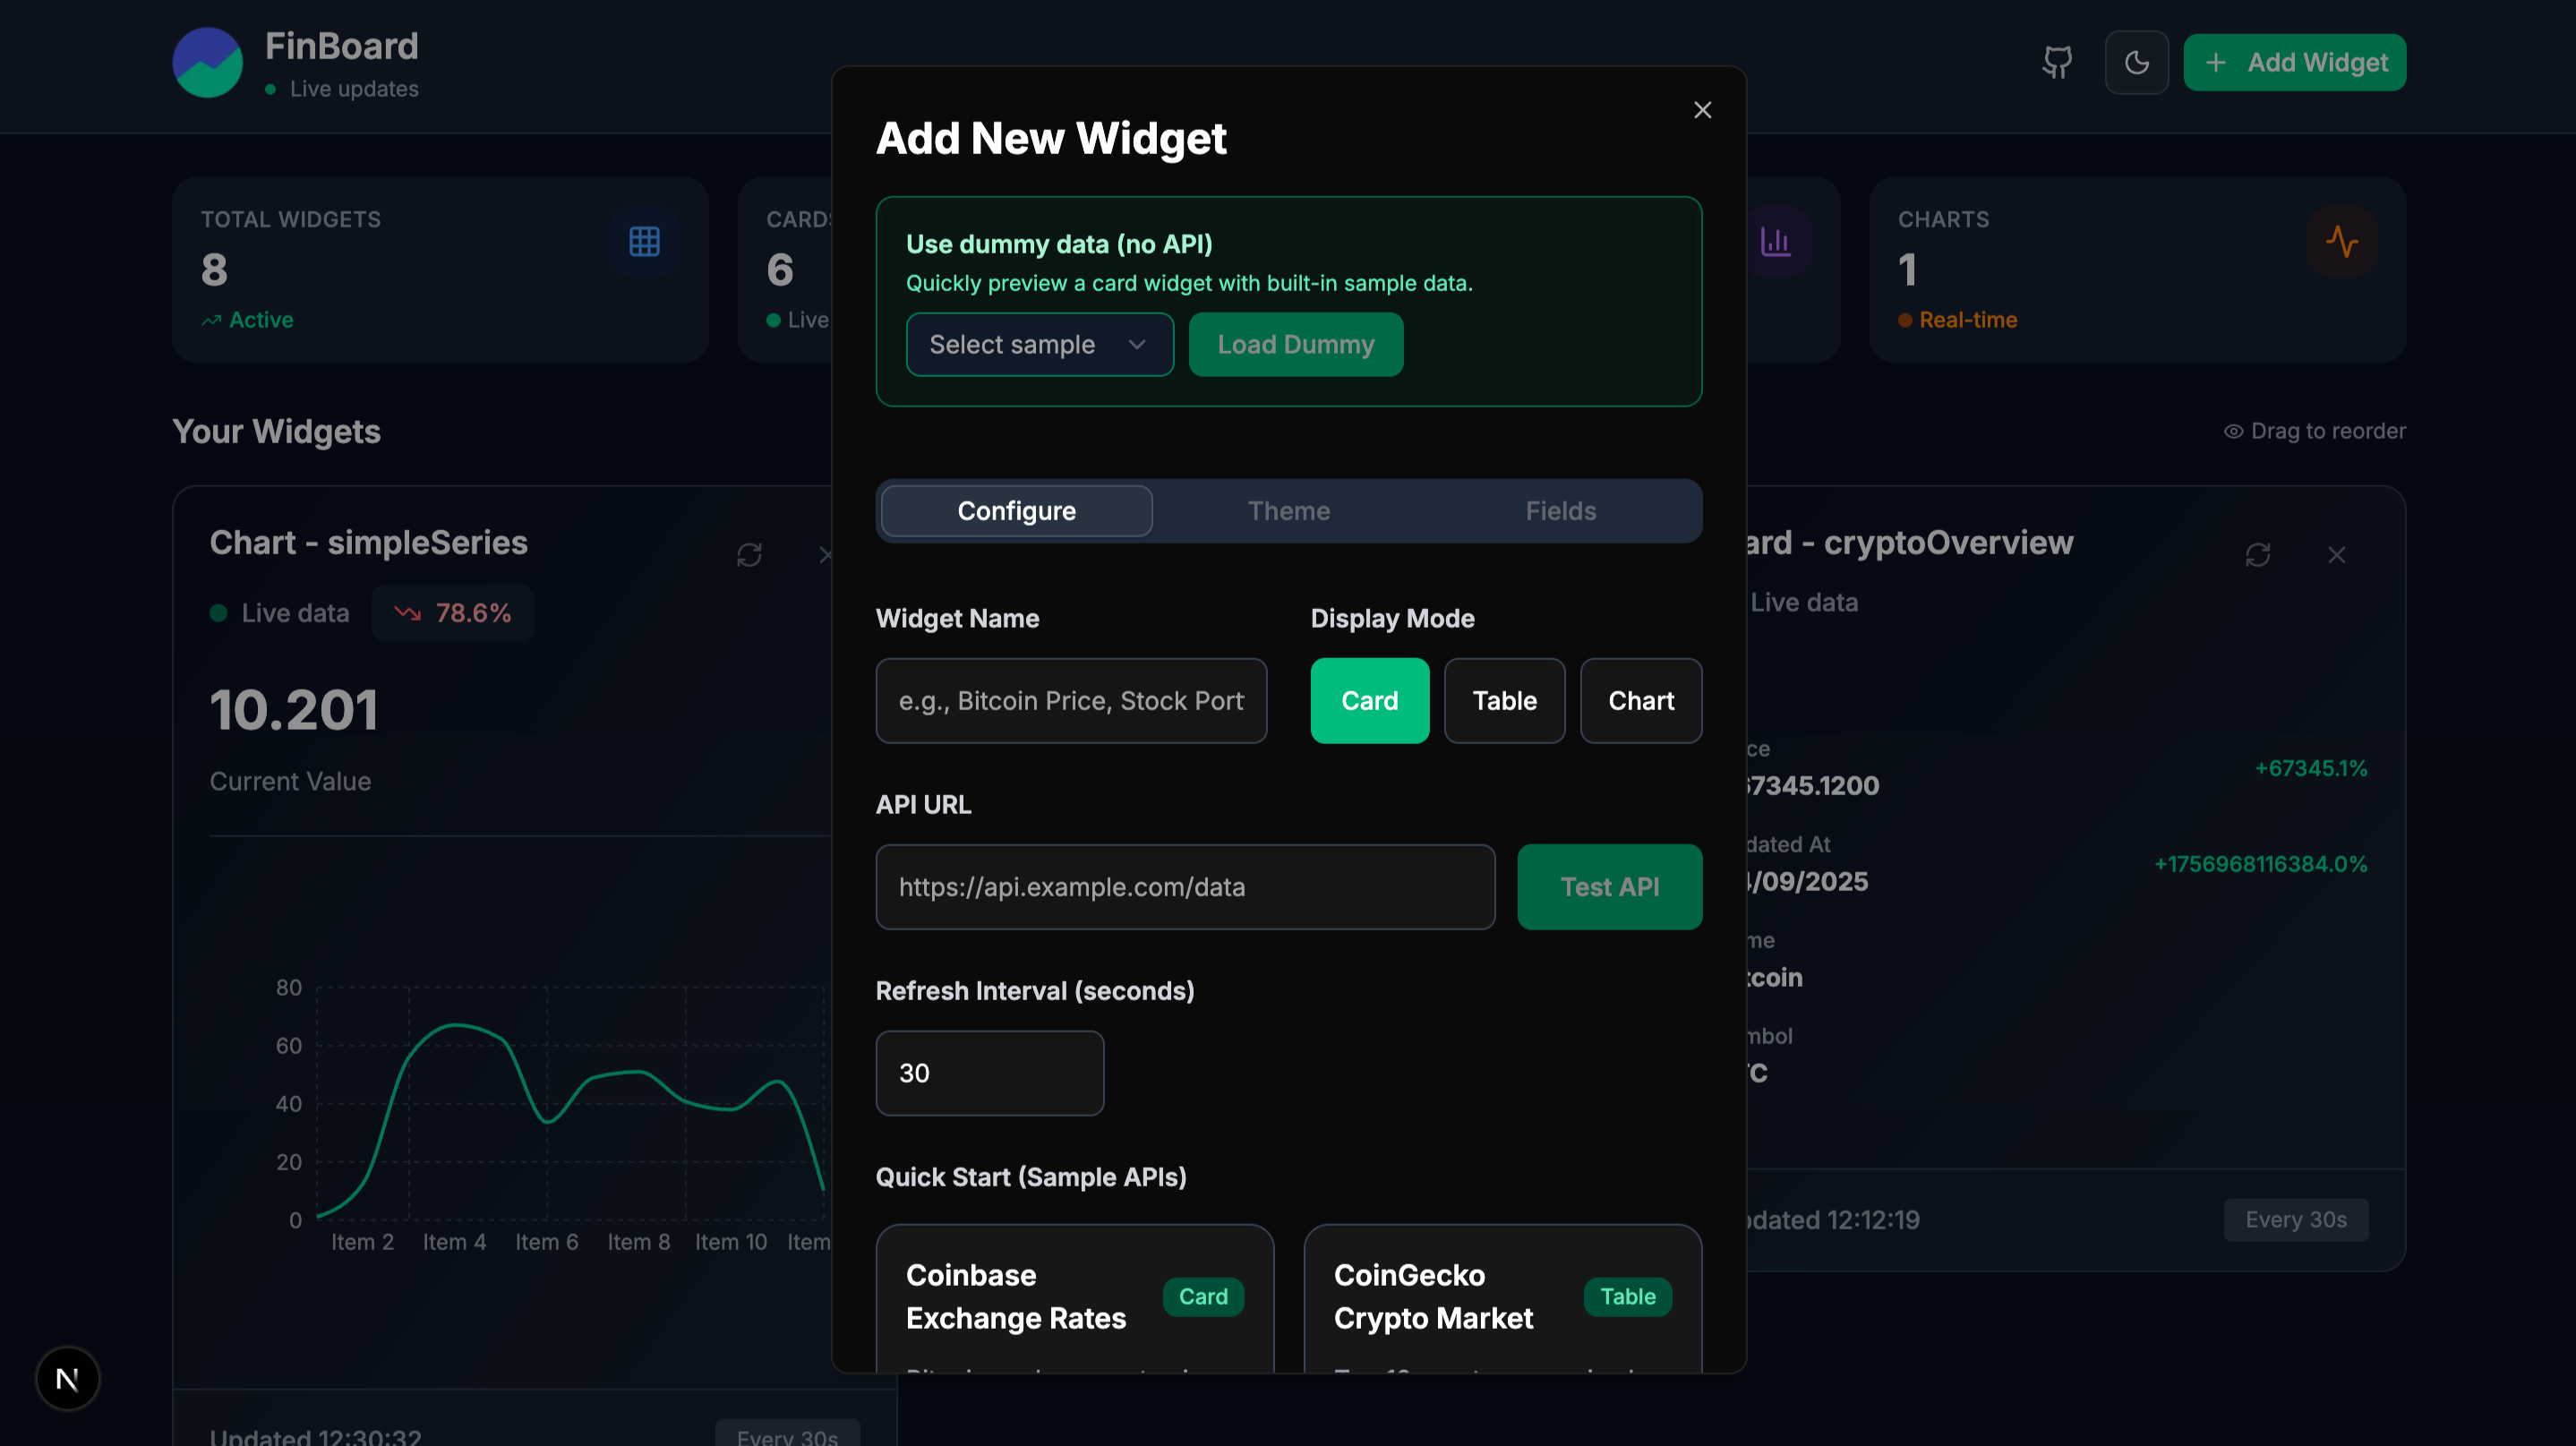 FinBoard
Live updates
Add Widget
TOTAL WIDGETS
8
Active
6
Live
CHARTS
1
Real-time
Your Widgets
Drag to reorder
Chart - simpleSeries
Live data
78.6%
10.201
Current Value
80
60
40
20
0
Item 2 Item 4 Item 6 Item 8 Item 10 Item
Updated 12:30:32
Every 30s
Add New Widget
Use dummy data (no API)
Quickly preview a card widget with built-in sample data.
Select sample
Load Dummy
Configure
Theme
Fields
Widget Name
Display Mode
e.g., Bitcoin Price, Stock Port
Card
Table
Chart
API URL
https://api.example.com/data
Test API
Refresh Interval (seconds)
30
Quick Start (Sample APIs)
Coinbase
Exchange Rates
Card
CoinGecko
Crypto Market
Table
ard - cryptoOverview
Live data
7345.1200
+67345.1%
dated At
/09/2025
+1756968116384.0%
me
coin
mbol
C
dated 12:12:19
Every 30s
N